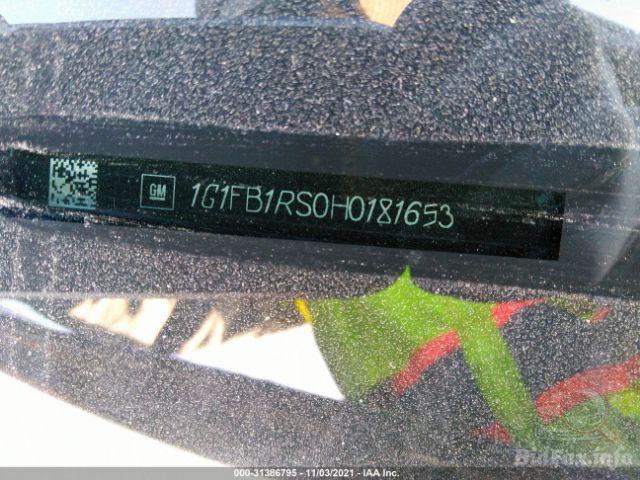 GM 1G1FB1RS0H0181653
BidFax.info
000-31386795 - 11/03/2021 - IAA Inc.